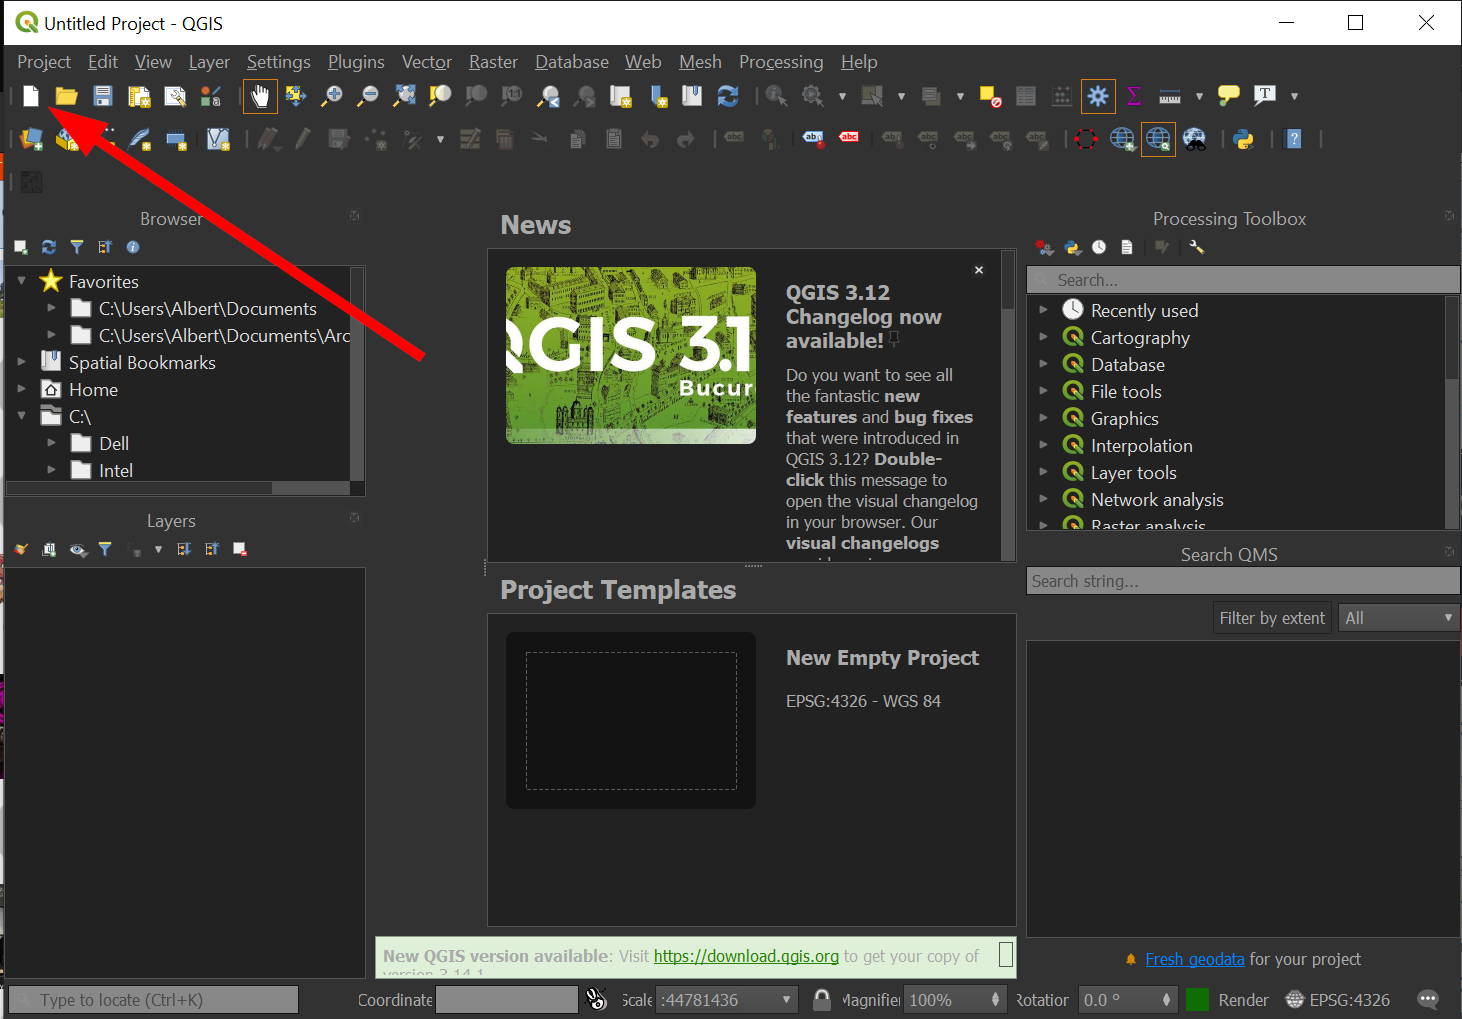 Untitled Project - QGIS
Project Edit View Layer Settings Plugins Vector Raster Database Web Mesh Processing Help
Browser
Favorites
C:\Users\Albert\Documents
C:\Users\Albert\Documents\Arc
Spatial Bookmarks
Home
C:\
Dell
Intel
Layers
News
QGIS 3.1
Bucur
QGIS 3.12
Changelog now
available!
Do you want to see all
the fantastic new
features and bug fixes
that were introduced in
QGIS 3.12? Double-
click this message to
open the visual changelog
in your browser. Our
visual changelogs
Project Templates
New Empty Project
EPSG:4326 - WGS 84
New QGIS version available: Visit https://download.qgis.org to get your copy of
version 3.14.1
Processing Toolbox
Search...
Recently used
Cartography
Database
File tools
Graphics
Interpolation
Layer tools
Network analysis
Raster analysis
Search QMS
Search string...
Filter by extent All
Fresh geodata for your project
Type to locate (Ctrl+K) Coordinate Scale :44781436 Magnifier 100% Rotation 0.0 ° Render EPSG:4326